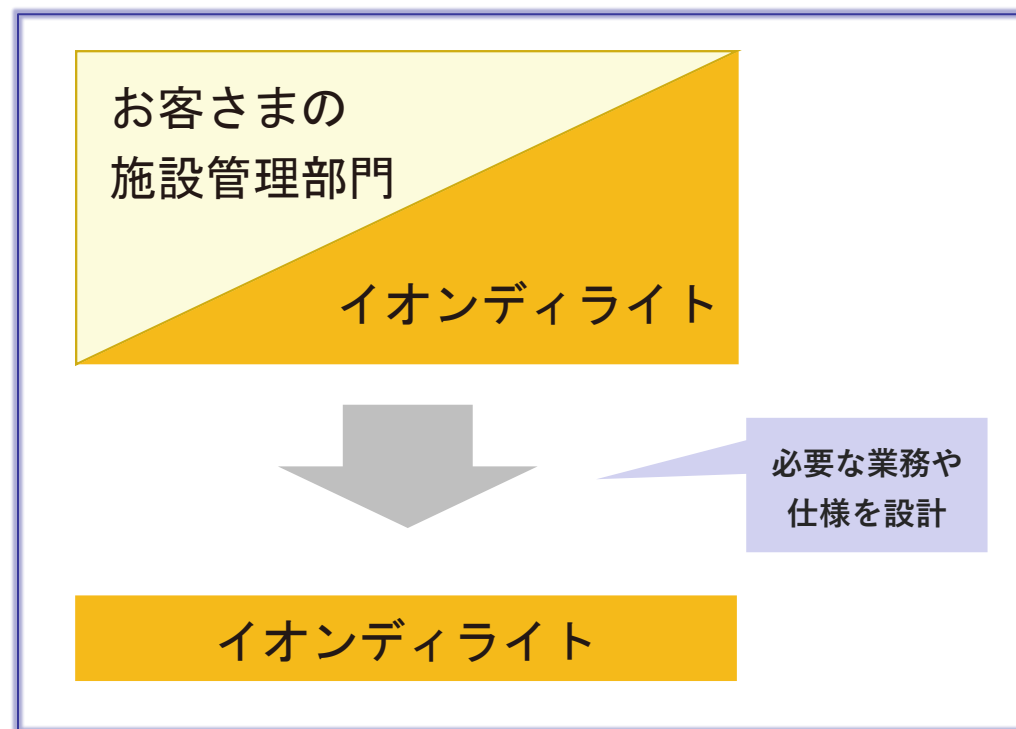 お客さまの
施設管理部門
イオンディライト
必要な業務や
仕様を設計
イオンディライト